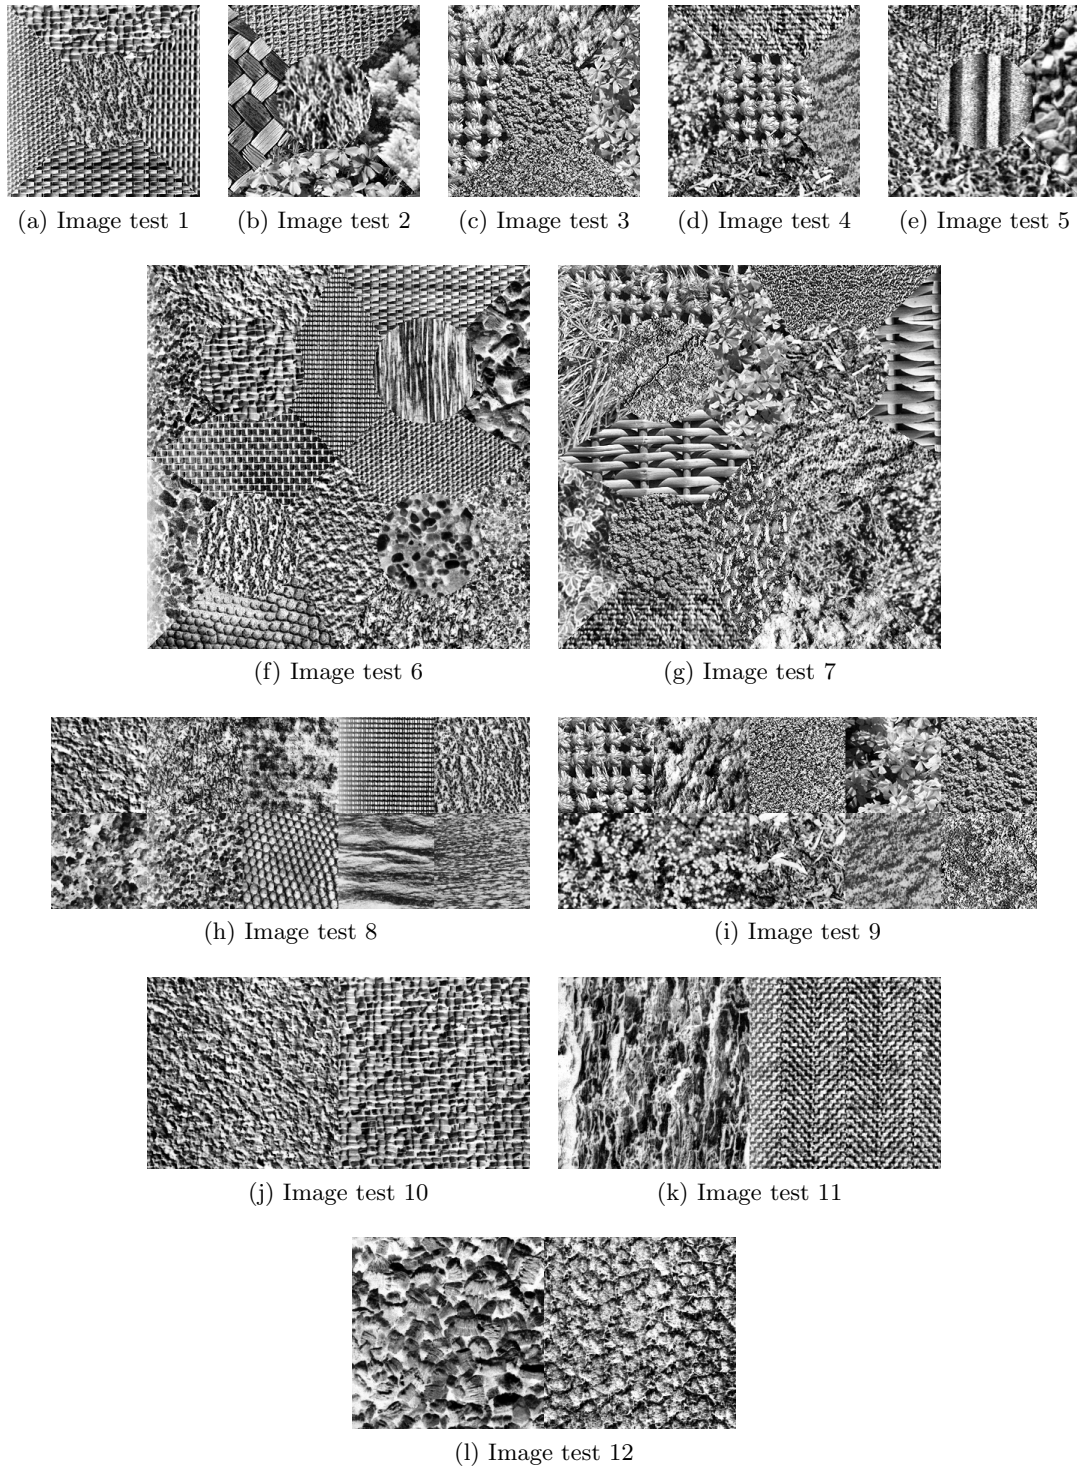 (a) Image test 1
(b) Image test 2
(c) Image test 3
(d) Image test 4
(e) Image test 5
(f) Image test 6
(g) Image test 7
(h) Image test 8
(i) Image test 9
(j) Image test 10
(k) Image test 11
(l) Image test 12